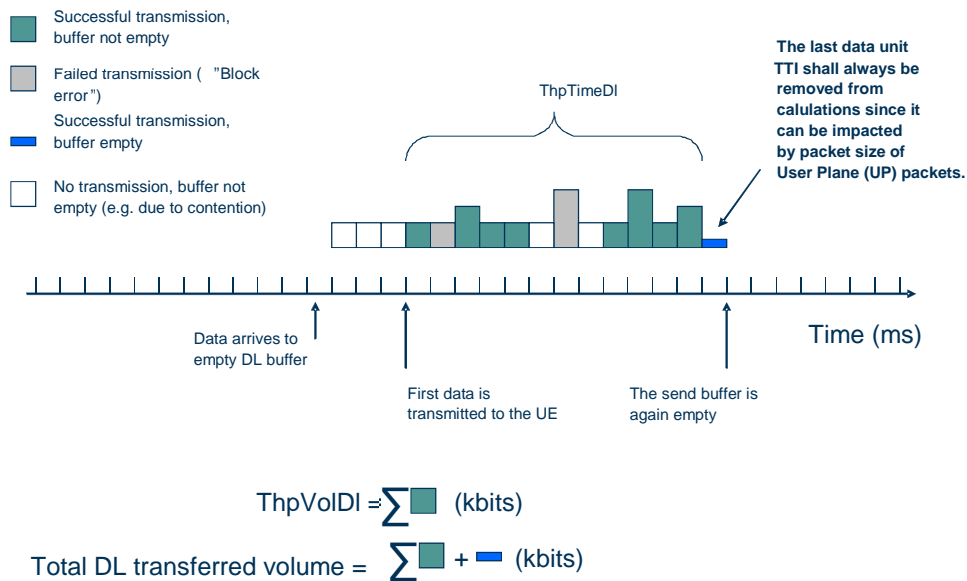 Successful transmission,
buffer not empty
Failed transmission ( "Block
error")
Successful transmission,
buffer empty
No transmission, buffer not
empty (e.g. due to contention)
ThpTimeDl
The last data unit
TTI shall always be
removed from
calulations since it
can be impacted
by packet size of
User Plane (UP) packets.
Data arrives to
empty DL buffer
First data is
transmitted to the UE
The send buffer is
again empty
Time (ms)
ThpVolDl = ∑ (kbits)
Total DL transferred volume = ∑ + (kbits)